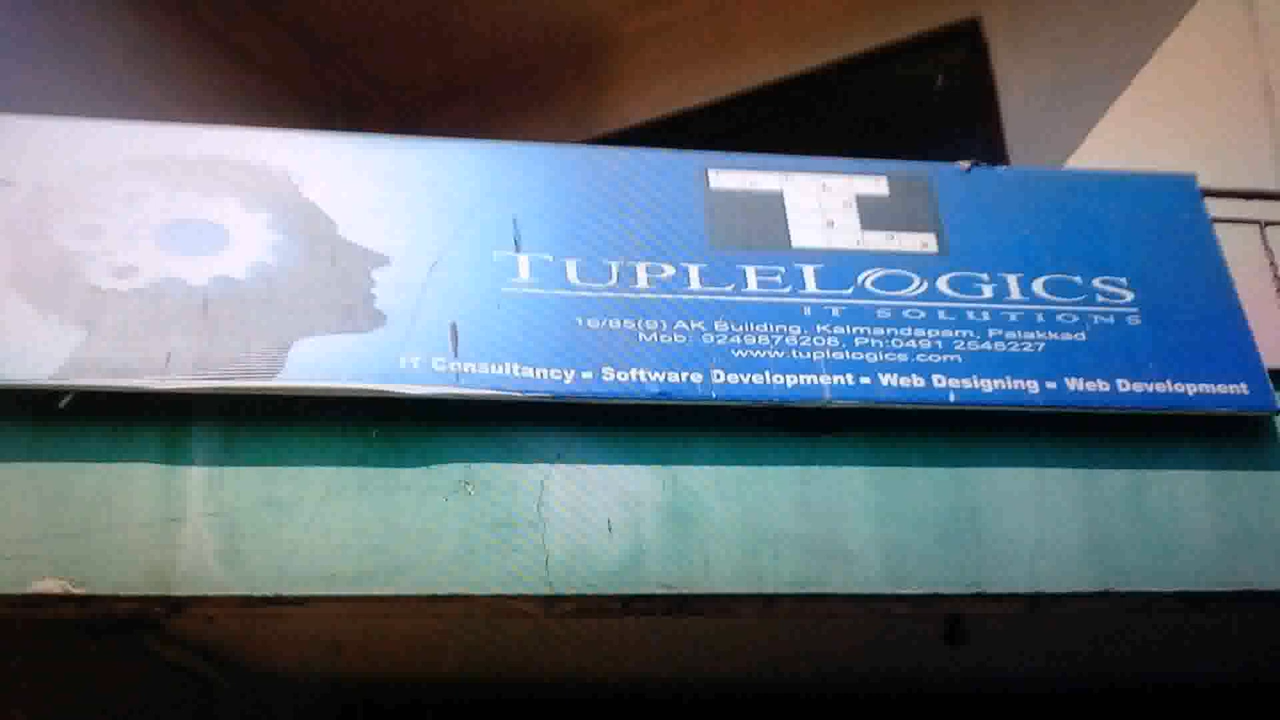 TUPLELOGICS
IT SOLUTIONS
16/85(9) AK Building, Kalmandapam, Palakkad
Mob: 9249876208, Ph:0491 2546227
www.tuplelogics.com
IT Consultancy - Software Development - Web Designing - Web Development